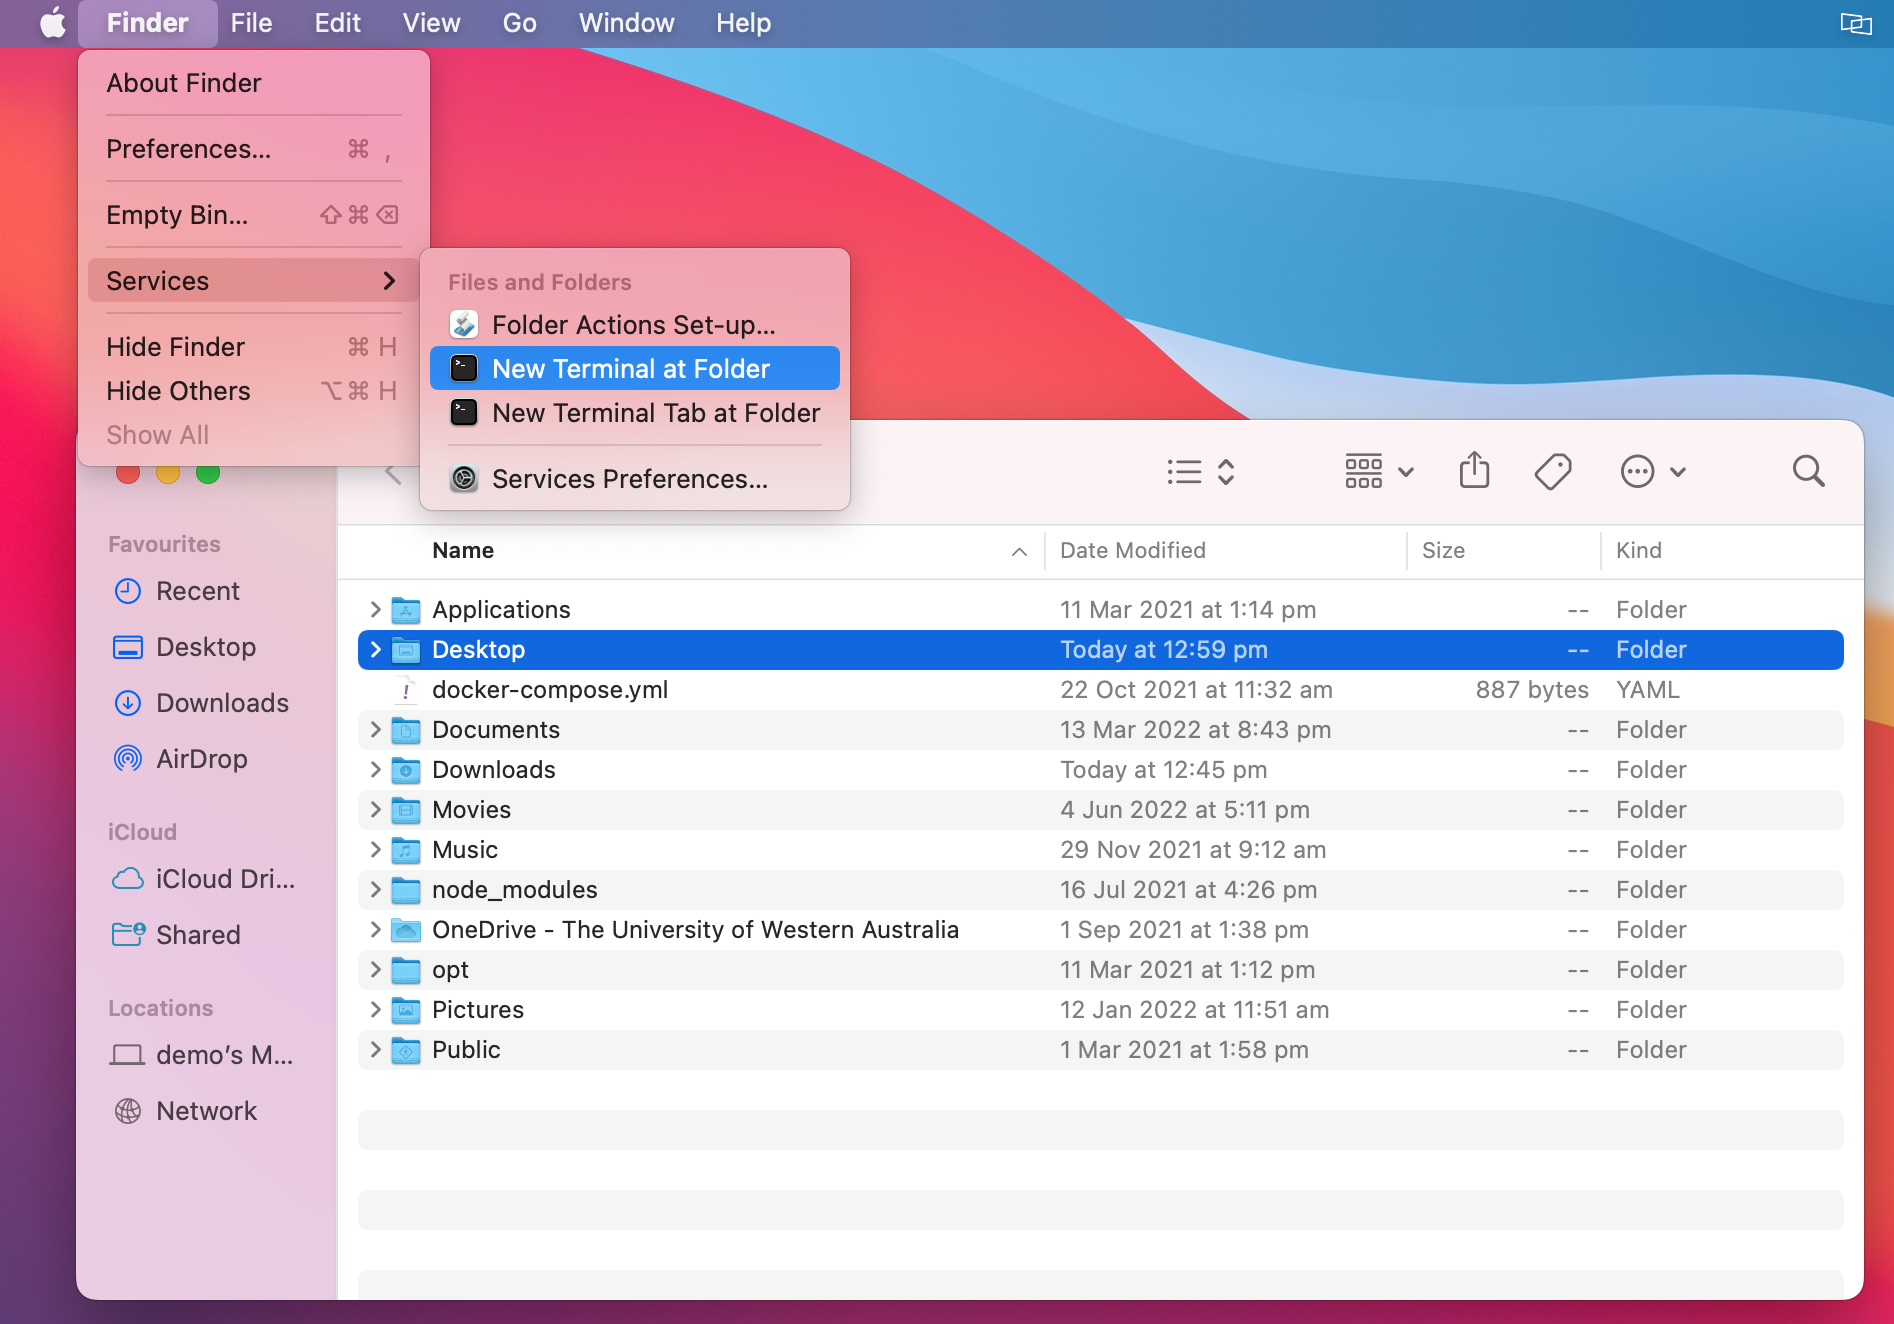 Finder File Edit View Go Window Help
About Finder
Preferences... ⌘ ,
Empty Bin... ⇧⌘⌫
Services
Hide Finder ⌘ H
Hide Others ⌥⌘ H
Show All
Files and Folders
Folder Actions Set-up...
New Terminal at Folder
New Terminal Tab at Folder
Services Preferences...
Favourites
Recent
Desktop
Downloads
AirDrop
iCloud
iCloud Dri...
Shared
Locations
demo's M...
Network
Name Date Modified Size Kind
Applications 11 Mar 2021 at 1:14 pm -- Folder
Desktop Today at 12:59 pm -- Folder
docker-compose.yml 22 Oct 2021 at 11:32 am 887 bytes YAML
Documents 13 Mar 2022 at 8:43 pm -- Folder
Downloads Today at 12:45 pm -- Folder
Movies 4 Jun 2022 at 5:11 pm -- Folder
Music 29 Nov 2021 at 9:12 am -- Folder
node_modules 16 Jul 2021 at 4:26 pm -- Folder
OneDrive - The University of Western Australia 1 Sep 2021 at 1:38 pm -- Folder
opt 11 Mar 2021 at 1:12 pm -- Folder
Pictures 12 Jan 2022 at 11:51 am -- Folder
Public 1 Mar 2021 at 1:58 pm -- Folder